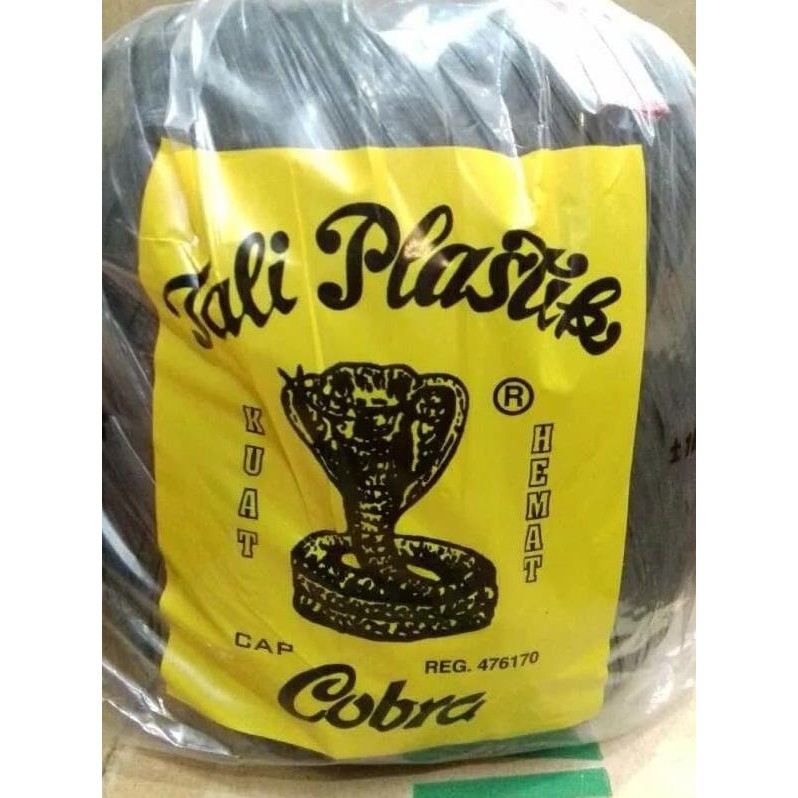 Tali Plastik
®
KUAT
HEMAT
CAP
REG. 476170
Cobra